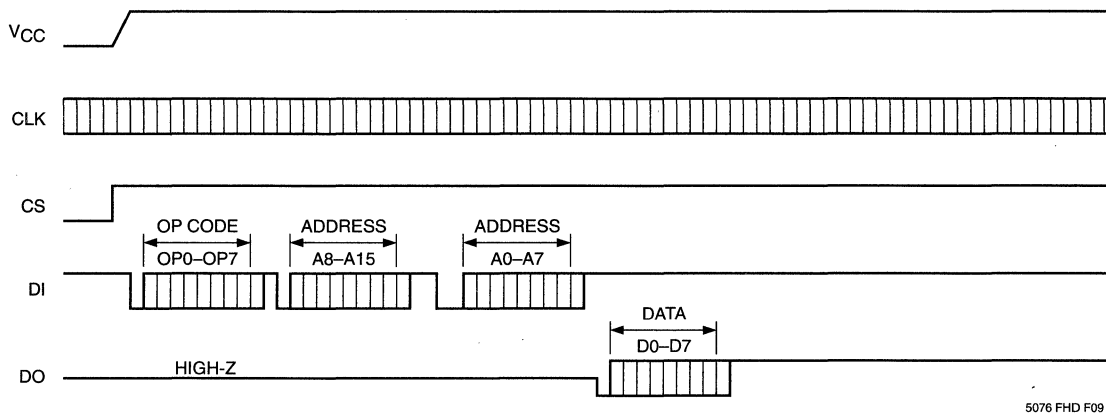 VCC
CLK
CS
OP CODE
ADDRESS
ADDRESS
OP0–OP7
A8–A15
A0–A7
DI
DATA
D0–D7
HIGH-Z
DO
5076 FHD F09